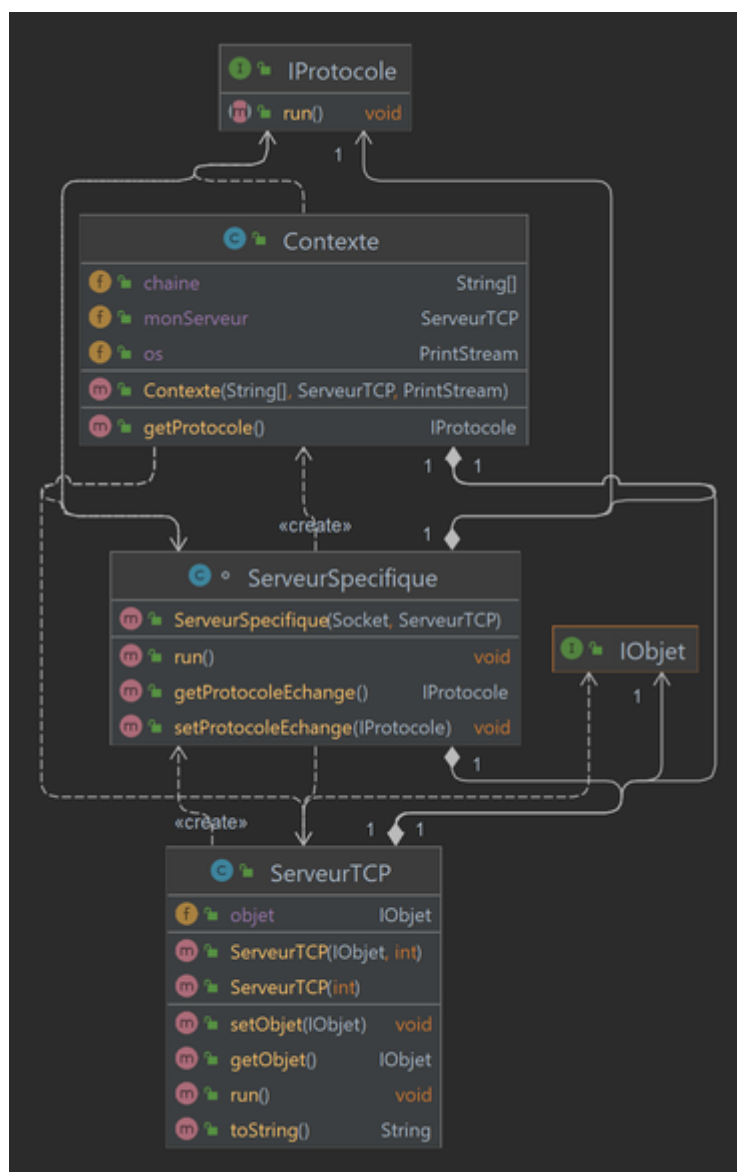 IProtocole
run() void
1
Contexte
chaine String[]
monServeur ServeurTCP
os PrintStream
Contexte(String[], ServeurTCP, PrintStream)
getProtocole() IProtocole
1 1
«create»
1
ServeurSpecifique
ServeurSpecifique(Socket, ServeurTCP)
run() void
getProtocoleEchange() IProtocole
setProtocoleEchange(IProtocole) void
IObjet
1
1
«create»
1 1
ServeurTCP
objet IObjet
ServeurTCP(IObjet, int)
ServeurTCP(int)
setObjet(IObjet) void
getObjet() IObjet
run() void
toString() String